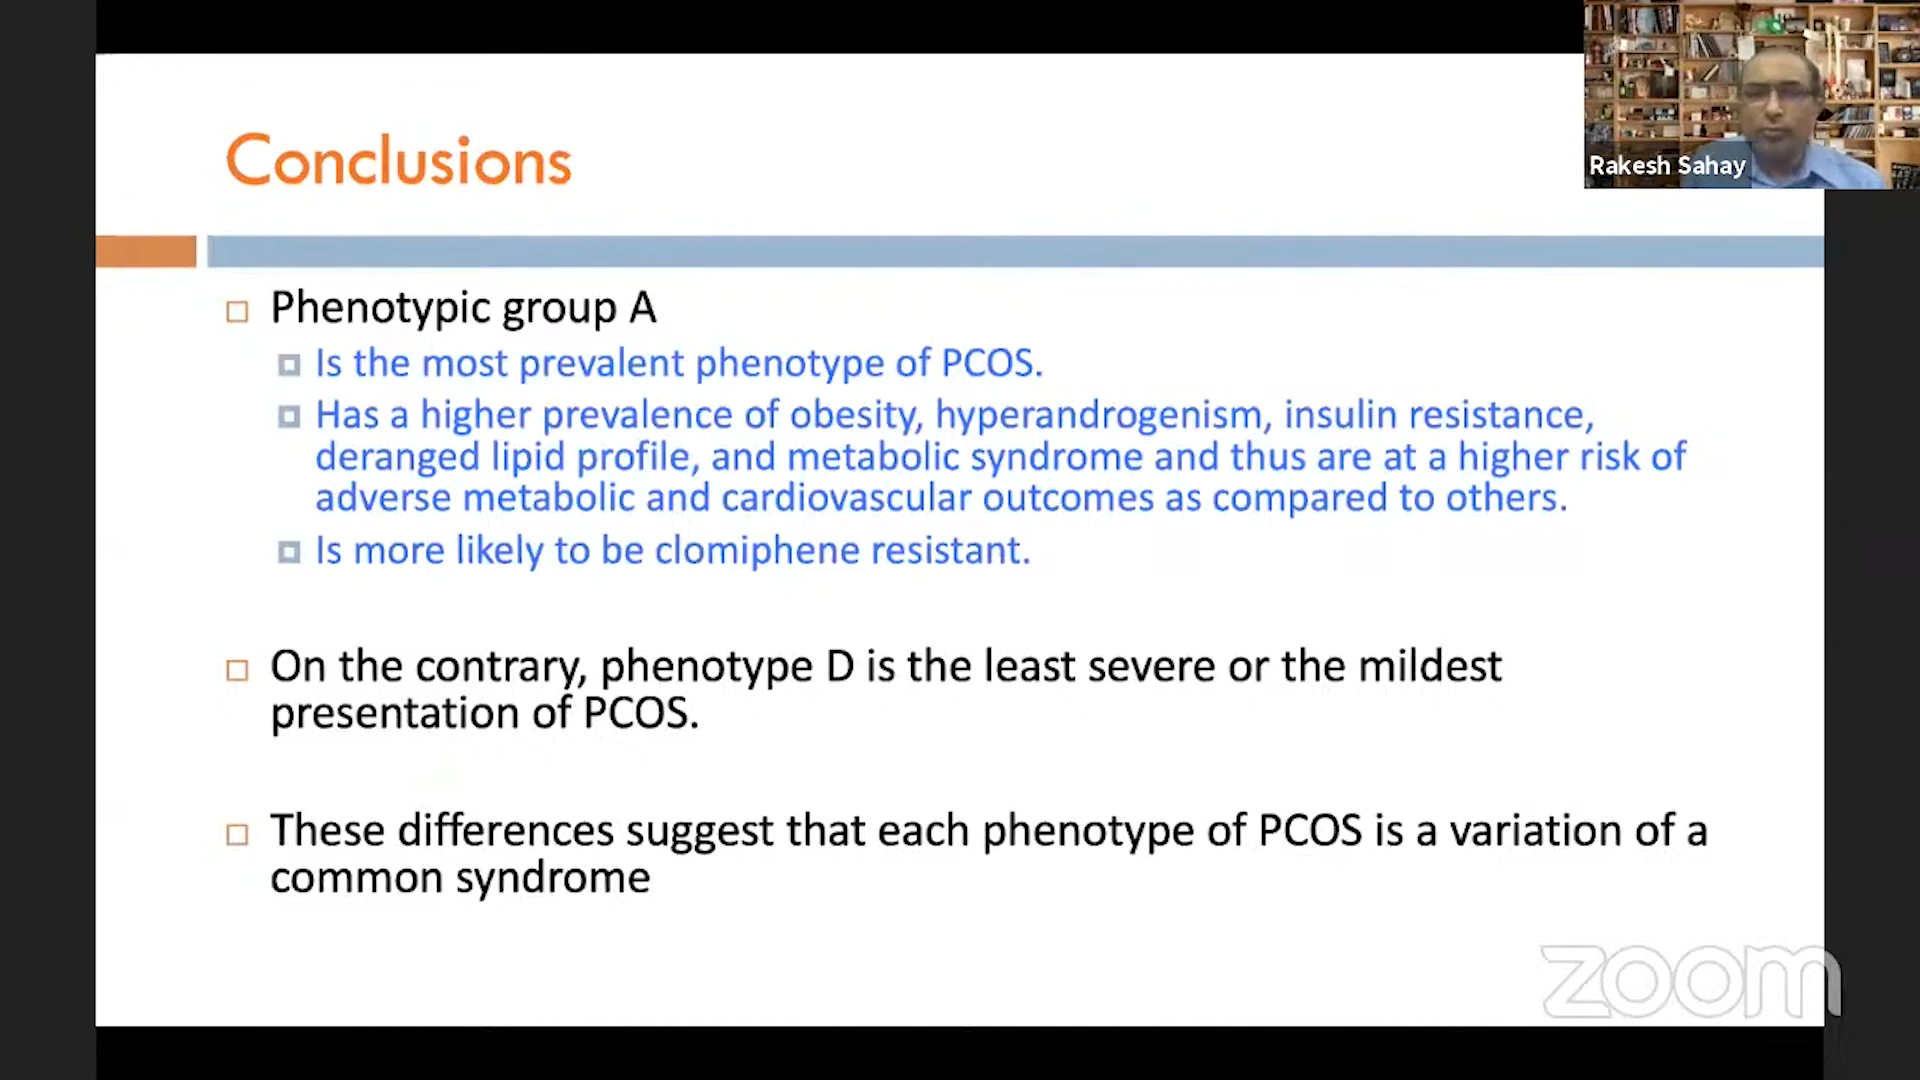 Conclusions
Rakesh Sahay
Phenotypic group A
Is the most prevalent phenotype of PCOS.
Has a higher prevalence of obesity, hyperandrogenism, insulin resistance,
deranged lipid profile, and metabolic syndrome and thus are at a higher risk of
adverse metabolic and cardiovascular outcomes as compared to others.
Is more likely to be clomiphene resistant.
On the contrary, phenotype D is the least severe or the mildest
presentation of PCOS.
These differences suggest that each phenotype of PCOS is a variation of a
common syndrome
zoom